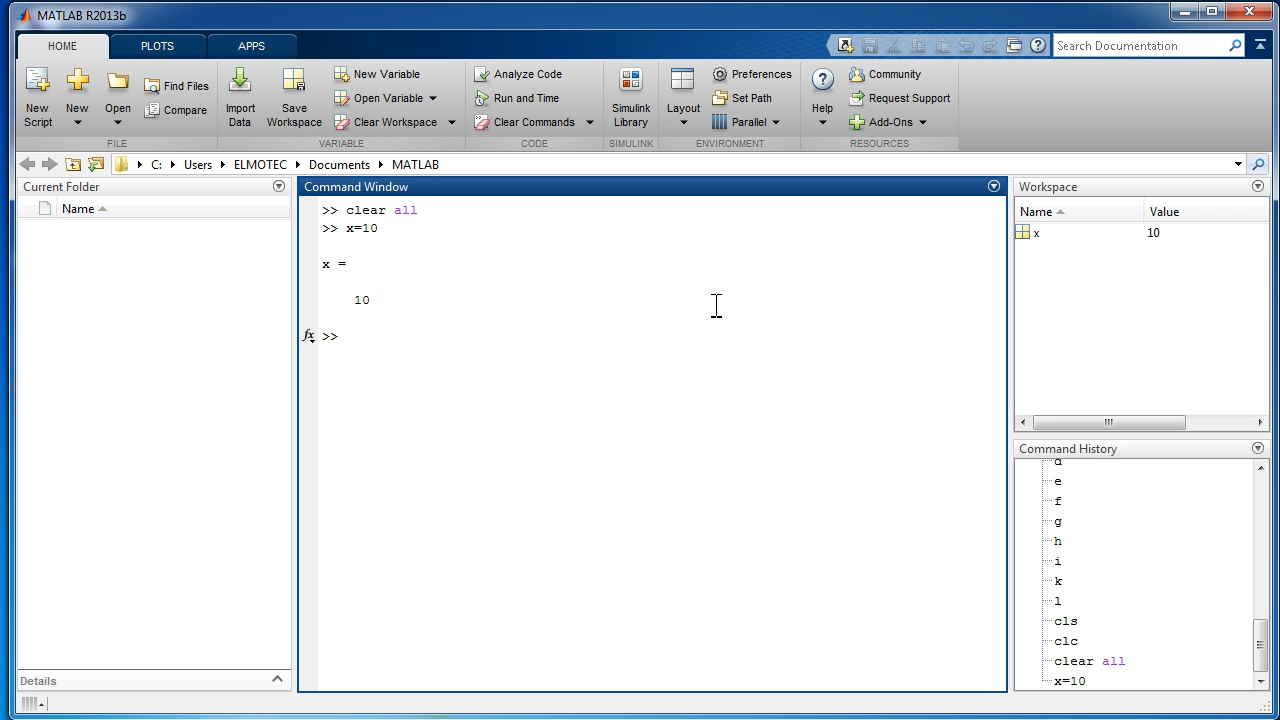 MATLAB R2013b
HOME
PLOTS
APPS
Search Documentation
New Script
New
Open
Find Files
Compare
Import Data
Save Workspace
New Variable
Open Variable
Clear Workspace
Analyze Code
Run and Time
Clear Commands
Simulink Library
Layout
Preferences
Set Path
Parallel
Help
Community
Request Support
Add-Ons
FILE
VARIABLE
CODE
SIMULINK
ENVIRONMENT
RESOURCES
C: Users ELMOTEC Documents MATLAB
Current Folder
Name
Details
Command Window
>> clear all
>> x=10
x =
10
fx >>
Workspace
Name Value
x 10
Command History
d
e
f
g
h
i
k
l
cls
clc
clear all
x=10